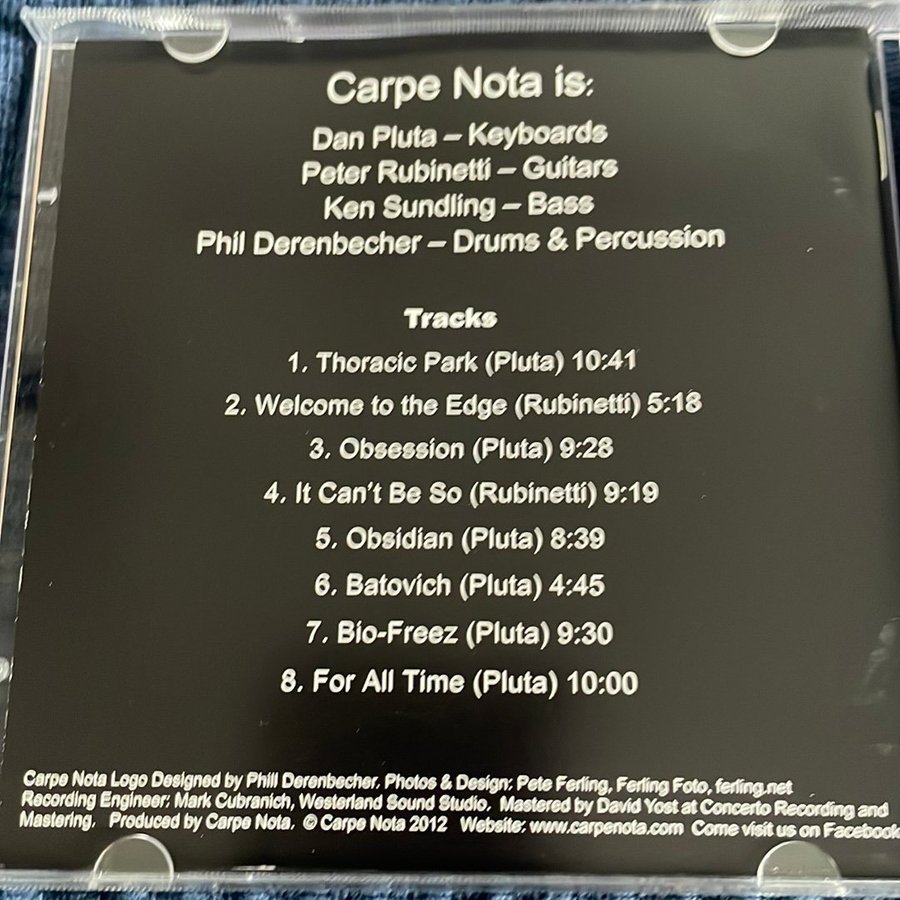 Carpe Nota is:
Dan Pluta – Keyboards
Peter Rubinetti – Guitars
Ken Sundling – Bass
Phil Derenbecher – Drums & Percussion
Tracks
1. Thoracic Park (Pluta) 10:41
2. Welcome to the Edge (Rubinetti) 5:18
3. Obsession (Pluta) 9:28
4. It Can't Be So (Rubinetti) 9:19
5. Obsidian (Pluta) 8:39
6. Batovich (Pluta) 4:45
7. Bio-Freez (Pluta) 9:30
8. For All Time (Pluta) 10:00
Carpe Nota Logo Designed by Phill Derenbecher. Photos & Design: Pete Ferling, Ferling Foto, ferling.net
Recording Engineer: Mark Cubranich, Westerland Sound Studio. Mastered by David Yost at Concerto Recording and
Mastering. Produced by Carpe Nota. © Carpe Nota 2012 Website: www.carpenota.com Come visit us on Facebook